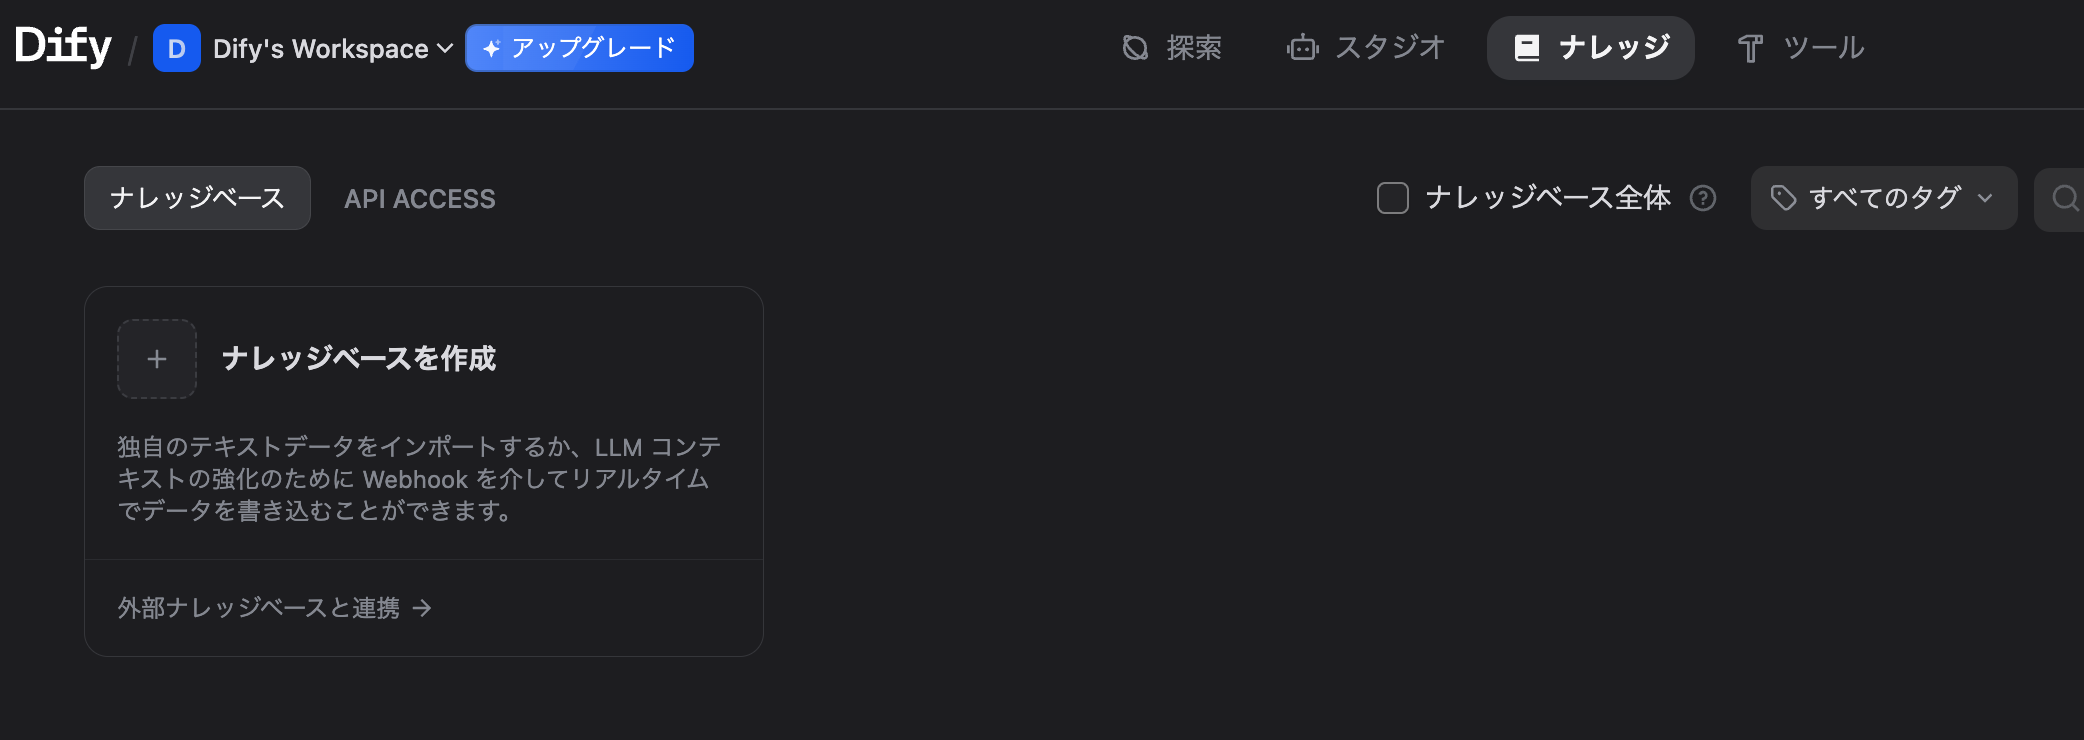 Dify / D Dify's Workspace アップグレード 探索 スタジオ ナレッジ ツール
ナレッジベース API ACCESS ナレッジベース全体 ? すべてのタグ
+ ナレッジベースを作成
独自のテキストデータをインポートするか、LLM コンテ
キストの強化のために Webhook を介してリアルタイム
でデータを書き込むことができます。
外部ナレッジベースと連携 →